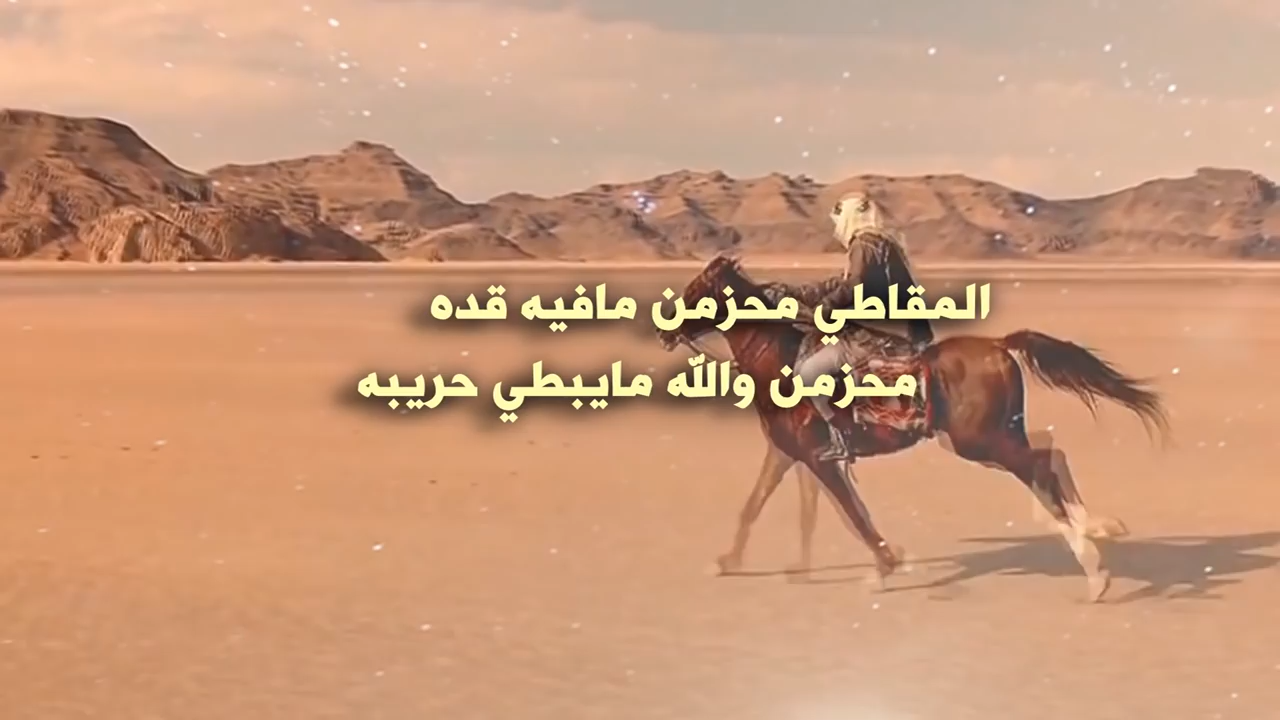 المقاطي محزمن مافيه قده
محزمن والله مايبطي حريبه